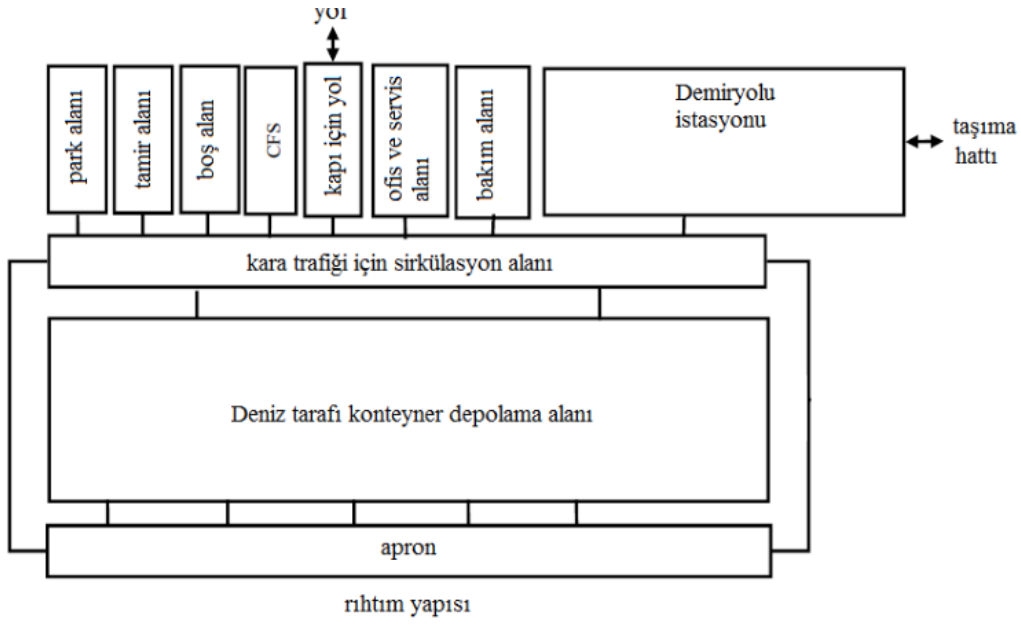 yol
park alanı
tamir alanı
boş alan
CFS
kapı için yol
ofis ve servis
alanı
bakım alanı
Demiryolu
istasyonu
taşıma
hattı
kara trafiği için sirkülasyon alanı
Deniz tarafı konteyner depolama alanı
apron
rıhtım yapısı